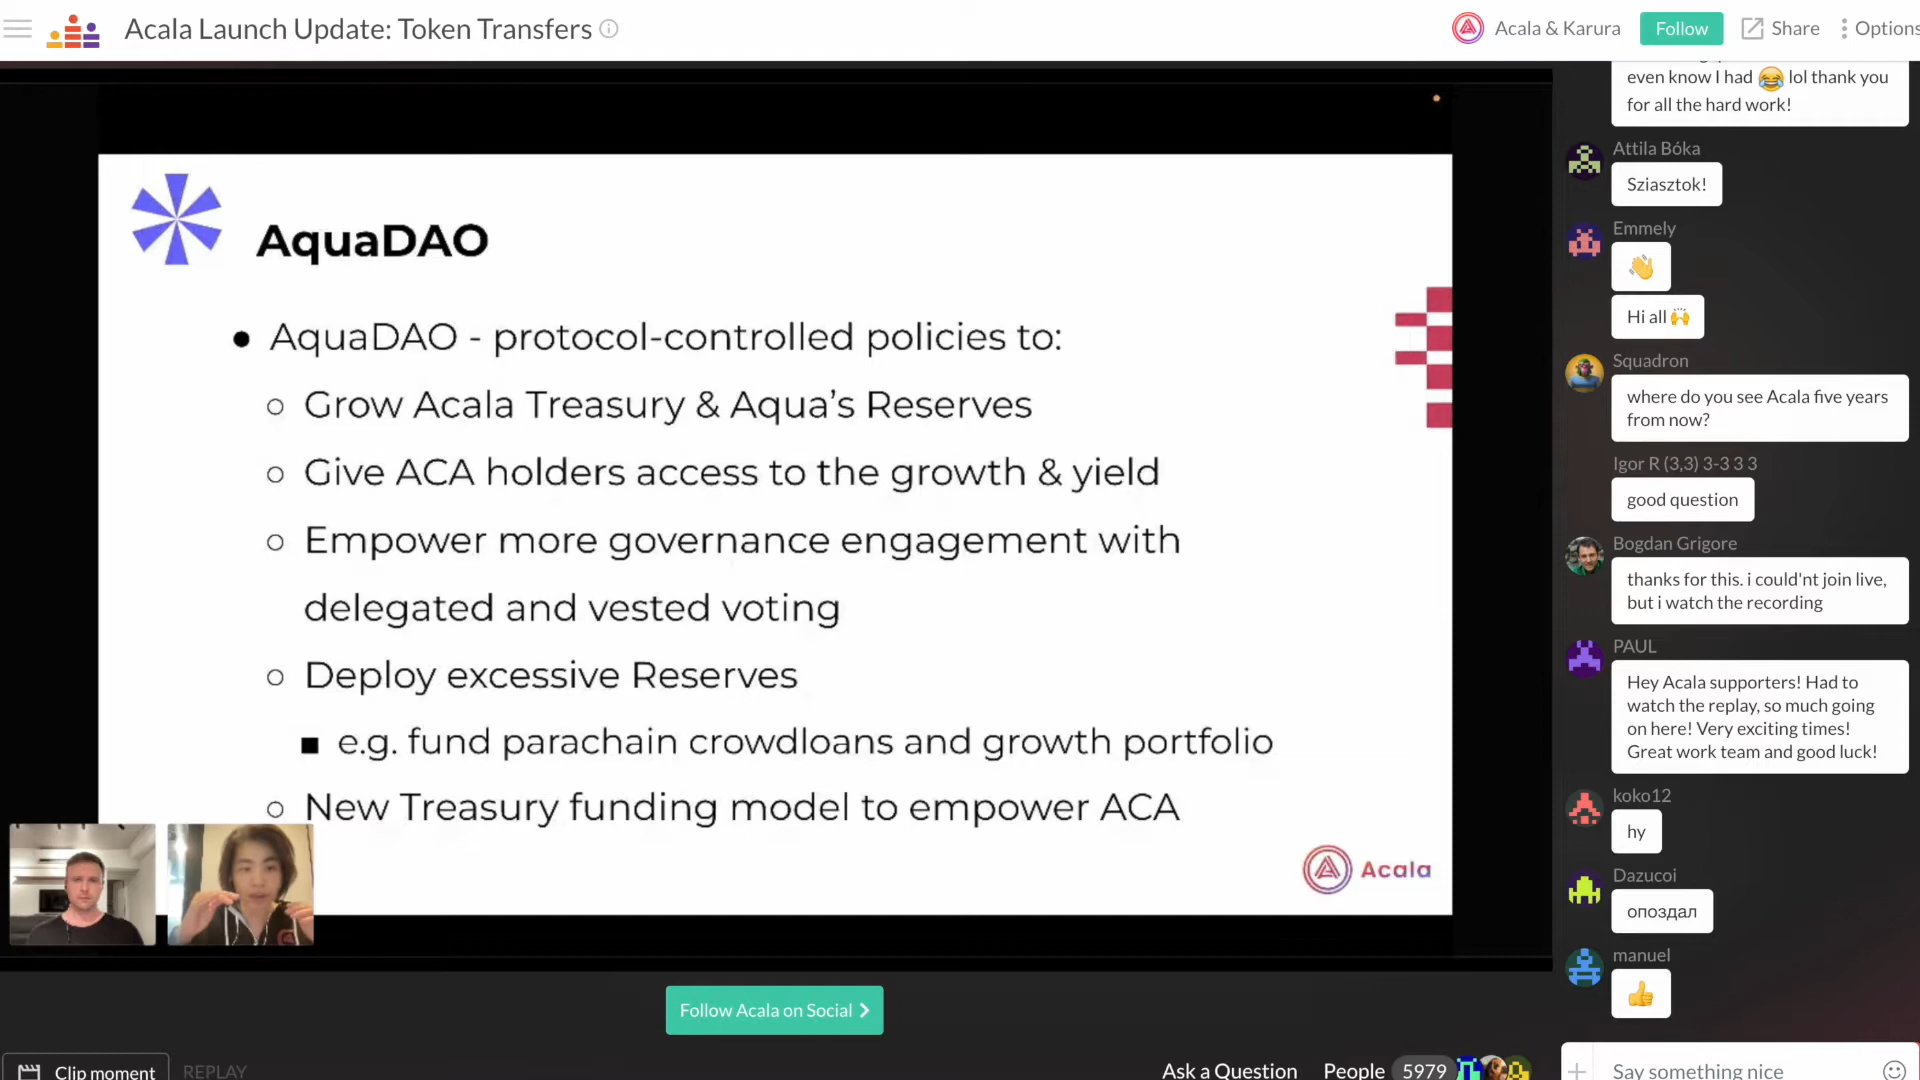 Acala Launch Update: Token Transfers
Acala & Karura
Follow
Share
Options
AquaDAO
● AquaDAO - protocol-controlled policies to:
○ Grow Acala Treasury & Aqua’s Reserves
○ Give ACA holders access to the growth & yield
○ Empower more governance engagement with
delegated and vested voting
○ Deploy excessive Reserves
■ e.g. fund parachain crowdloans and growth portfolio
○ New Treasury funding model to empower ACA
Acala
Follow Acala on Social
Clip moment
REPLAY
Ask a Question
People 5979
even know I had 😂 lol thank you
for all the hard work!
Attila Bóka
Sziasztok!
Emmely
👋
Hi all 🙌
Squadron
where do you see Acala five years
from now?
Igor R (3,3) 3-3 3 3
good question
Bogdan Grigore
thanks for this. i could'nt join live,
but i watch the recording
PAUL
Hey Acala supporters! Had to
watch the replay, so much going
on here! Very exciting times!
Great work team and good luck!
koko12
hy
Dazucoi
опоздал
manuel
👍
Say something nice